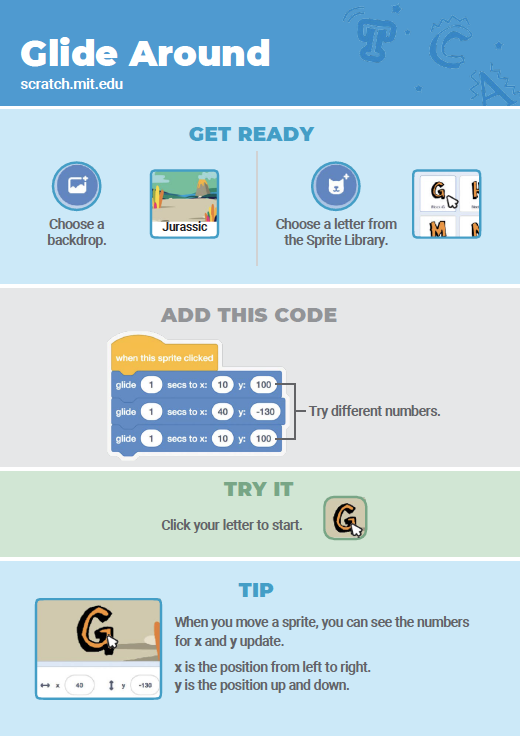 Glide Around
scratch.mit.edu
GET READY
Choose a
backdrop.
Jurassic
Choose a letter from
the Sprite Library.
G
M
ADD THIS CODE
when this sprite clicked
glide 1 secs to x: 10 y: 100
glide 1 secs to x: 40 y: -130
glide 1 secs to x: 10 y: 100
Try different numbers.
TRY IT
Click your letter to start.
G
TIP
G
x 40 y -130
When you move a sprite, you can see the numbers
for x and y update.
x is the position from left to right.
y is the position up and down.